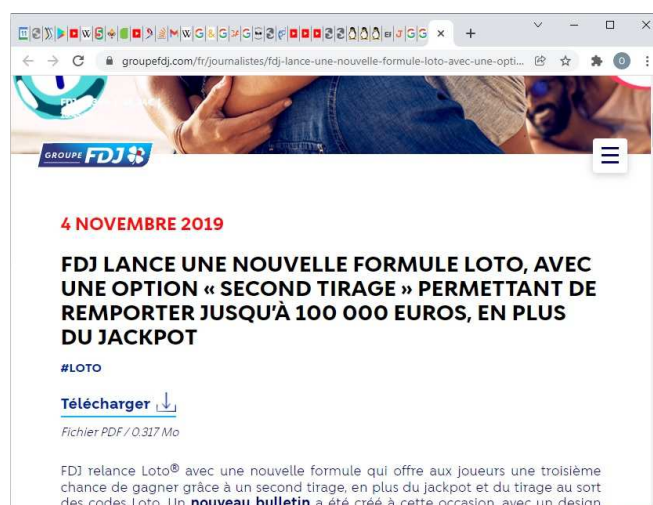 groupefdj.com/fr/journalistes/fdj-lance-une-nouvelle-formule-loto-avec-une-opti...
GROUPE FDJ
4 NOVEMBRE 2019
FDJ LANCE UNE NOUVELLE FORMULE LOTO, AVEC
UNE OPTION « SECOND TIRAGE » PERMETTANT DE
REMPORTER JUSQU'À 100 000 EUROS, EN PLUS
DU JACKPOT
#LOTO
Télécharger
Fichier PDF / 0.317 Mo
FDJ relance Loto® avec une nouvelle formule qui offre aux joueurs une troisième
chance de gagner grâce à un second tirage, en plus du jackpot et du tirage au sort
des codes Loto. Un nouveau bulletin a été créé à cette occasion, avec un design